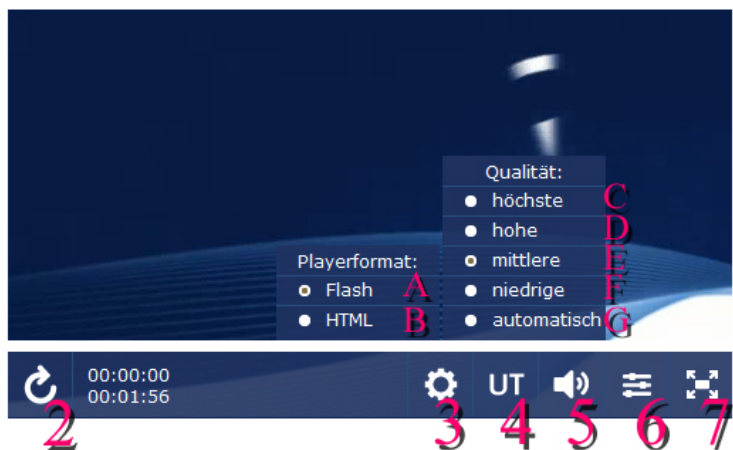 Qualität:
höchste C
hohe D
Playerformat: mittlere E
Flash A niedrige F
HTML B automatisch G
00:00:00
00:01:56
UT
2 3 4 5 6 7